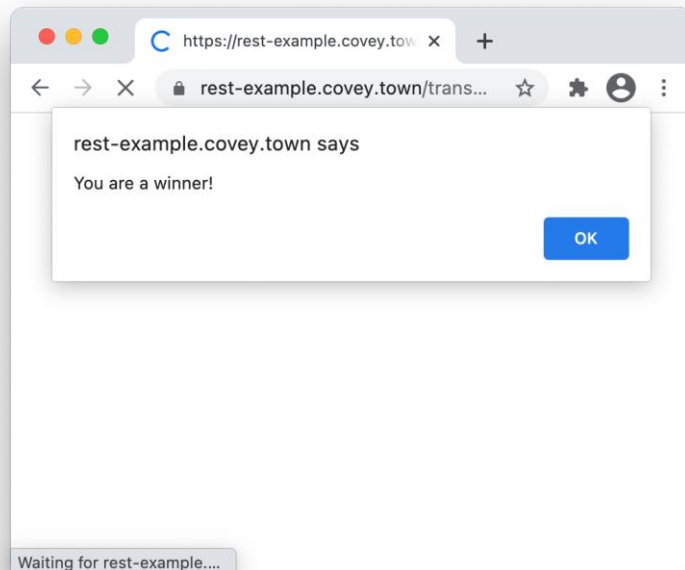 https://rest-example.covey.tow
rest-example.covey.town/trans...
rest-example.covey.town says
You are a winner!
OK
Waiting for rest-example....